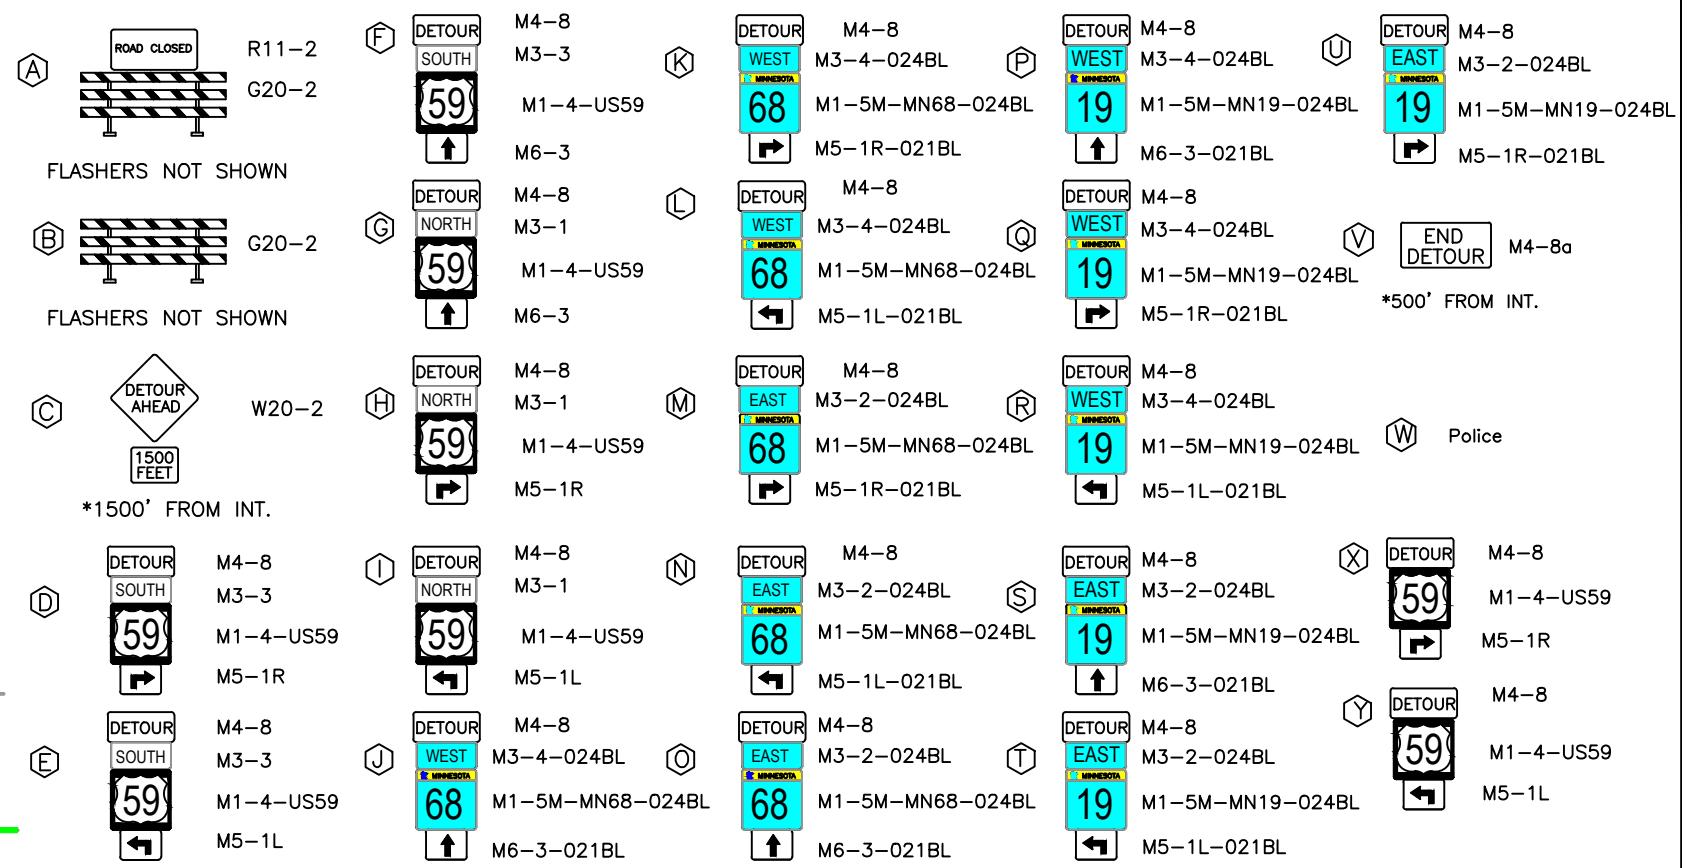 A
ROAD CLOSED
R11-2
G20-2
FLASHERS NOT SHOWN
B
G20-2
FLASHERS NOT SHOWN
C
DETOUR
AHEAD
W20-2
1500
FEET
*1500' FROM INT.
D
DETOUR
M4-8
SOUTH
M3-3
59
M1-4-US59
M5-1R
E
DETOUR
M4-8
SOUTH
M3-3
59
M1-4-US59
M5-1L
F
DETOUR
M4-8
SOUTH
M3-3
59
M1-4-US59
M6-3
G
DETOUR
M4-8
NORTH
M3-1
59
M1-4-US59
M6-3
H
DETOUR
M4-8
NORTH
M3-1
59
M1-4-US59
M5-1R
I
DETOUR
M4-8
NORTH
M3-1
59
M1-4-US59
M5-1L
J
DETOUR
M4-8
WEST
M3-4-024BL
MINNESOTA
68
M1-5M-MN68-024BL
M6-3-021BL
K
DETOUR
M4-8
WEST
M3-4-024BL
MINNESOTA
68
M1-5M-MN68-024BL
M5-1R-021BL
L
DETOUR
M4-8
WEST
M3-4-024BL
MINNESOTA
68
M1-5M-MN68-024BL
M5-1L-021BL
M
DETOUR
M4-8
EAST
M3-2-024BL
MINNESOTA
68
M1-5M-MN68-024BL
M5-1R-021BL
N
DETOUR
M4-8
EAST
M3-2-024BL
MINNESOTA
68
M1-5M-MN68-024BL
M5-1L-021BL
O
DETOUR
M4-8
EAST
M3-2-024BL
MINNESOTA
68
M1-5M-MN68-024BL
M6-3-021BL
P
DETOUR
M4-8
WEST
M3-4-024BL
MINNESOTA
19
M1-5M-MN19-024BL
M6-3-021BL
Q
DETOUR
M4-8
WEST
M3-4-024BL
MINNESOTA
19
M1-5M-MN19-024BL
M5-1R-021BL
R
DETOUR
M4-8
WEST
M3-4-024BL
MINNESOTA
19
M1-5M-MN19-024BL
M5-1L-021BL
S
DETOUR
M4-8
EAST
M3-2-024BL
MINNESOTA
19
M1-5M-MN19-024BL
M6-3-021BL
T
DETOUR
M4-8
EAST
M3-2-024BL
MINNESOTA
19
M1-5M-MN19-024BL
M5-1L-021BL
U
DETOUR
M4-8
EAST
M3-2-024BL
MINNESOTA
19
M1-5M-MN19-024BL
M5-1R-021BL
V
END
DETOUR
M4-8a
*500' FROM INT.
W
Police
X
DETOUR
M4-8
59
M1-4-US59
M5-1R
Y
DETOUR
M4-8
59
M1-4-US59
M5-1L